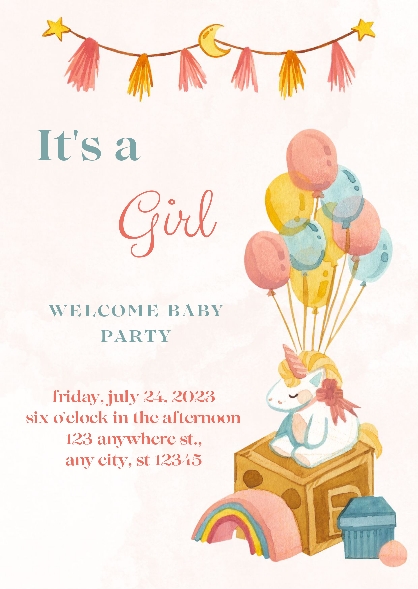 It's a
Girl
WELCOME BABY
PARTY
friday, july 24, 2023
six o'clock in the afternoon
123 anywhere st.,
any city, st 12345